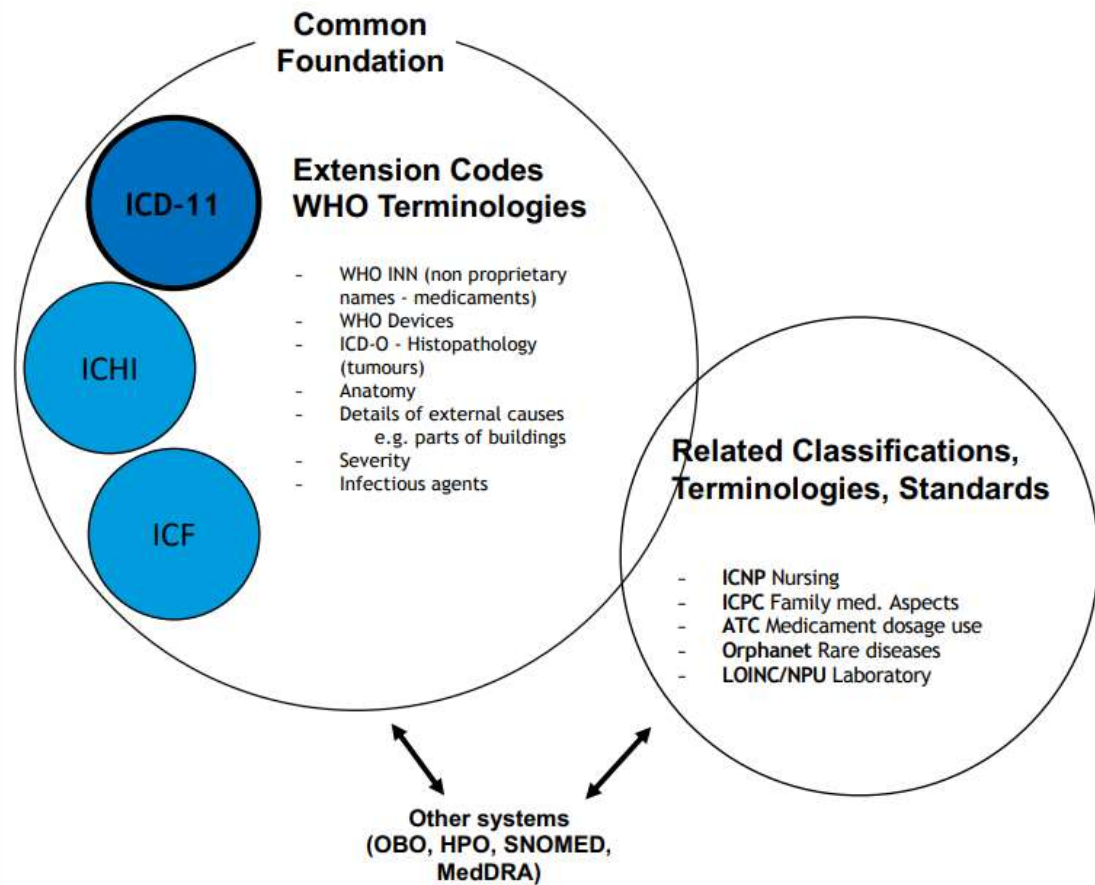 Common
Foundation
ICD-11
ICHI
ICF
Extension Codes
WHO Terminologies
- WHO INN (non proprietary
names - medicaments)
- WHO Devices
- ICD-O - Histopathology
(tumours)
- Anatomy
- Details of external causes
e.g. parts of buildings
- Severity
- Infectious agents
Related Classifications,
Terminologies, Standards
- ICNP Nursing
- ICPC Family med. Aspects
- ATC Medicament dosage use
- Orphanet Rare diseases
- LOINC/NPU Laboratory
Other systems
(OBO, HPO, SNOMED,
MedDRA)